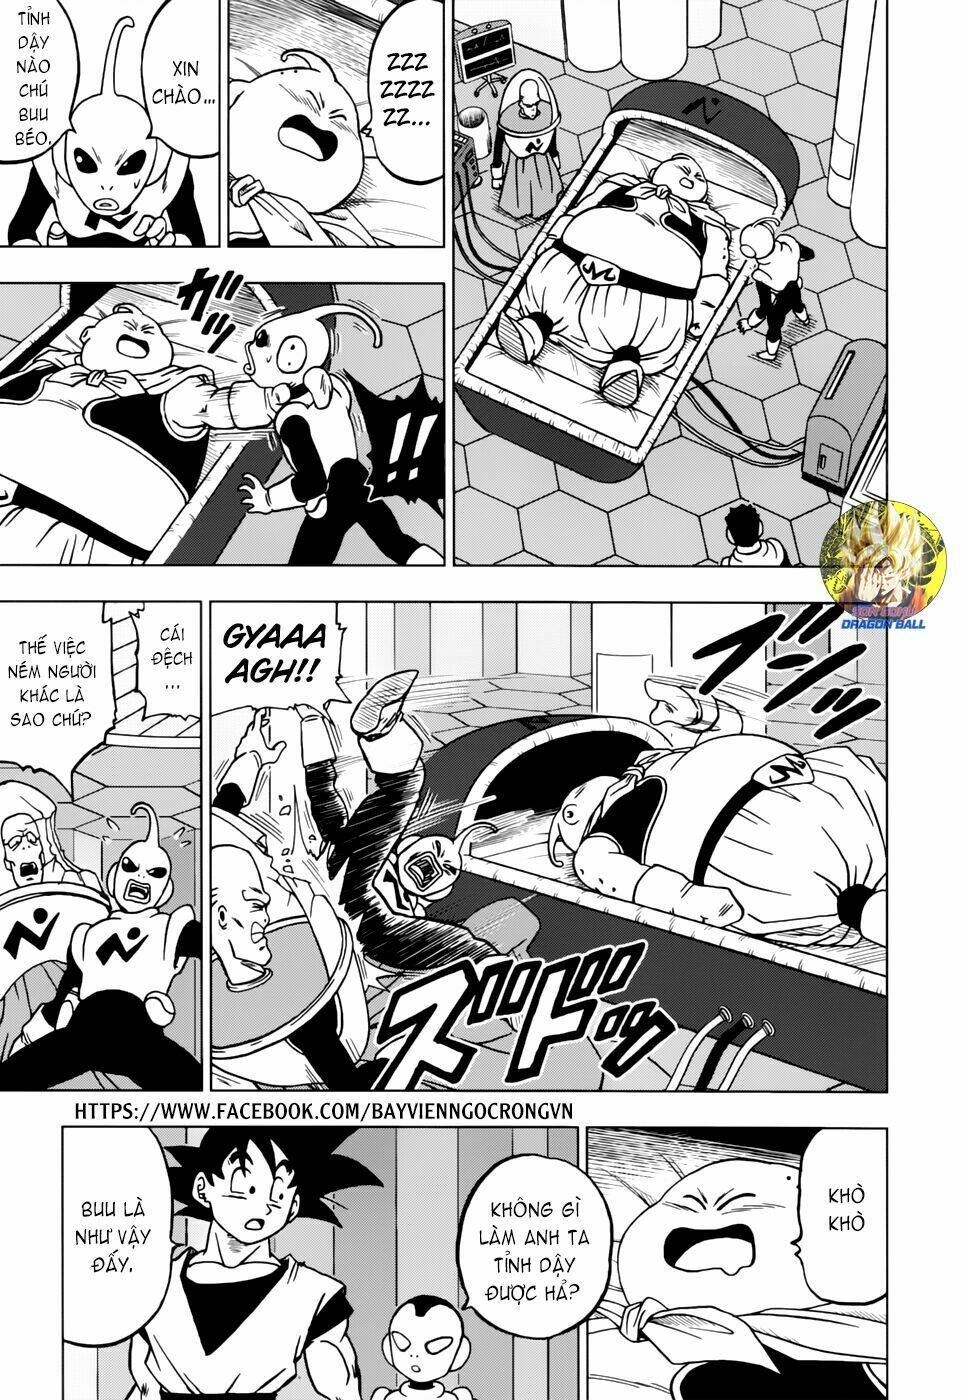 ZZZ
ZZZZ
ZZ...
XIN
CHÀO...
TỈNH
DẬY
NÀO
CHÚ
BUU
BÉO.
ガッ
!!
GYAAA
AGH!!
CÁI
ĐỆCH
...
THẾ VIỆC
NÉM NGƯỜI
KHÁC LÀ
SAO CHỨ?
DRAGON BALL
HTTPS://WWW.FACEBOOK.COM/BAYVIENNGOCRONGVN
KHÒ
KHÒ
KHÔNG GÌ
LÀM ANH TA
TỈNH DẬY
ĐƯỢC HẢ?
BUU LÀ
NHƯ VẬY
ĐẤY.